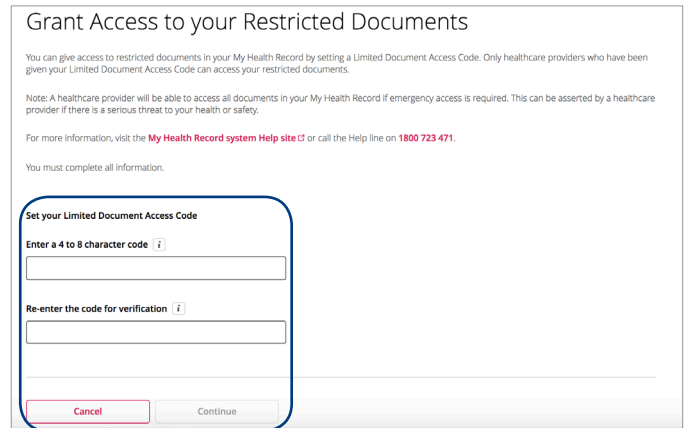 Grant Access to your Restricted Documents
You can give access to restricted documents in your My Health Record by setting a Limited Document Access Code. Only healthcare providers who have been
given your Limited Document Access Code can access your restricted documents.
Note: A healthcare provider will be able to access all documents in your My Health Record if emergency access is required. This can be asserted by a healthcare
provider if there is a serious threat to your health or safety.
For more information, visit the My Health Record system Help site or call the Help line on 1800 723 471.
You must complete all information.
Set your Limited Document Access Code
Enter a 4 to 8 character code i
Re-enter the code for verification i
Cancel Continue